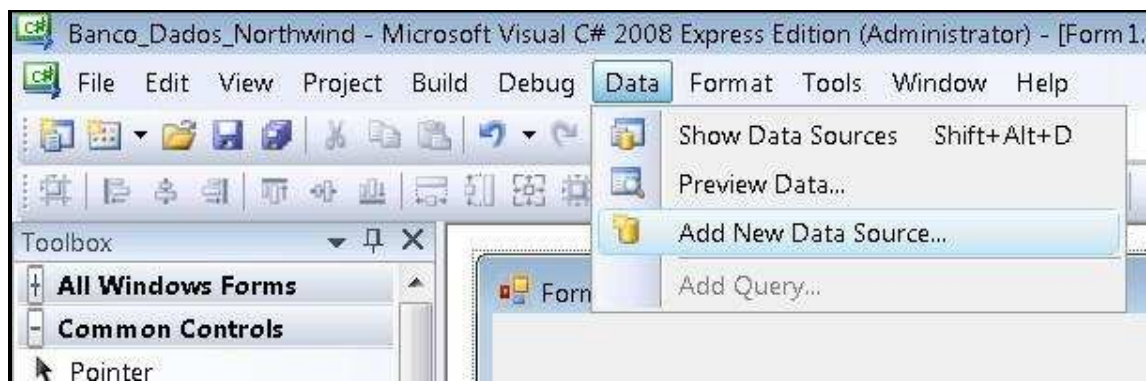 Banco_Dados_Northwind - Microsoft Visual C# 2008 Express Edition (Administrator) - [Form1.
File Edit View Project Build Debug Data Format Tools Window Help
Show Data Sources Shift+Alt+D
Preview Data...
Add New Data Source...
Add Query...
Toolbox
All Windows Forms
Form
Common Controls
Pointer